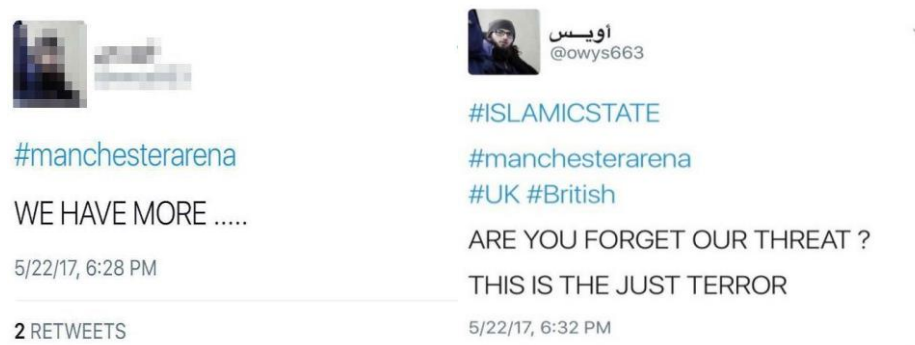 #manchesterarena
WE HAVE MORE .....
5/22/17, 6:28 PM
2 RETWEETS
أويــس
@owys663
#ISLAMICSTATE
#manchesterarena
#UK #British
ARE YOU FORGET OUR THREAT ?
THIS IS THE JUST TERROR
5/22/17, 6:32 PM